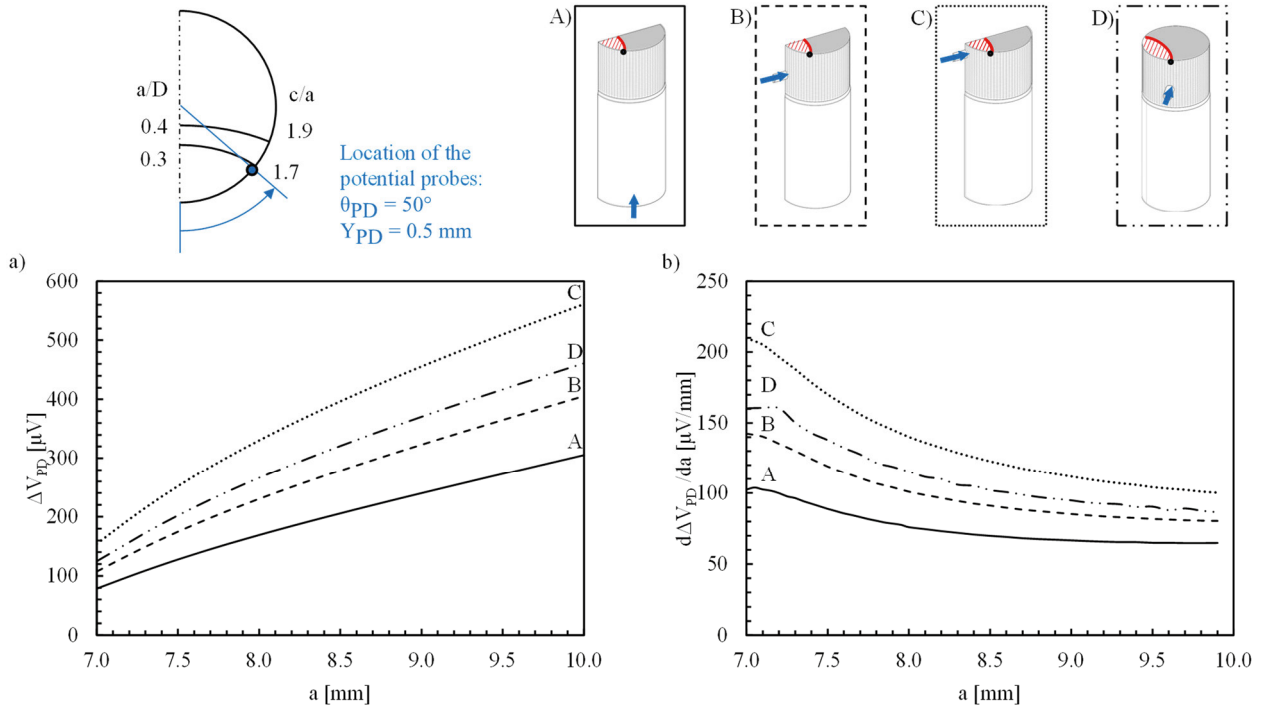 a/D
c/a
0.4
1.9
0.3
1.7
Location of the
potential probes:
θPD = 50°
YPD = 0.5 mm
A)
B)
C)
D)
a)
600
500
400
300
200
100
0
ΔVPD [μV]
C
D
B
A
7.0
7.5
8.0
8.5
9.0
9.5
10.0
a [mm]
b)
250
200
150
100
50
0
dΔVPD/da [μV/mm]
C
D
B
A
7.0
7.5
8.0
8.5
9.0
9.5
10.0
a [mm]